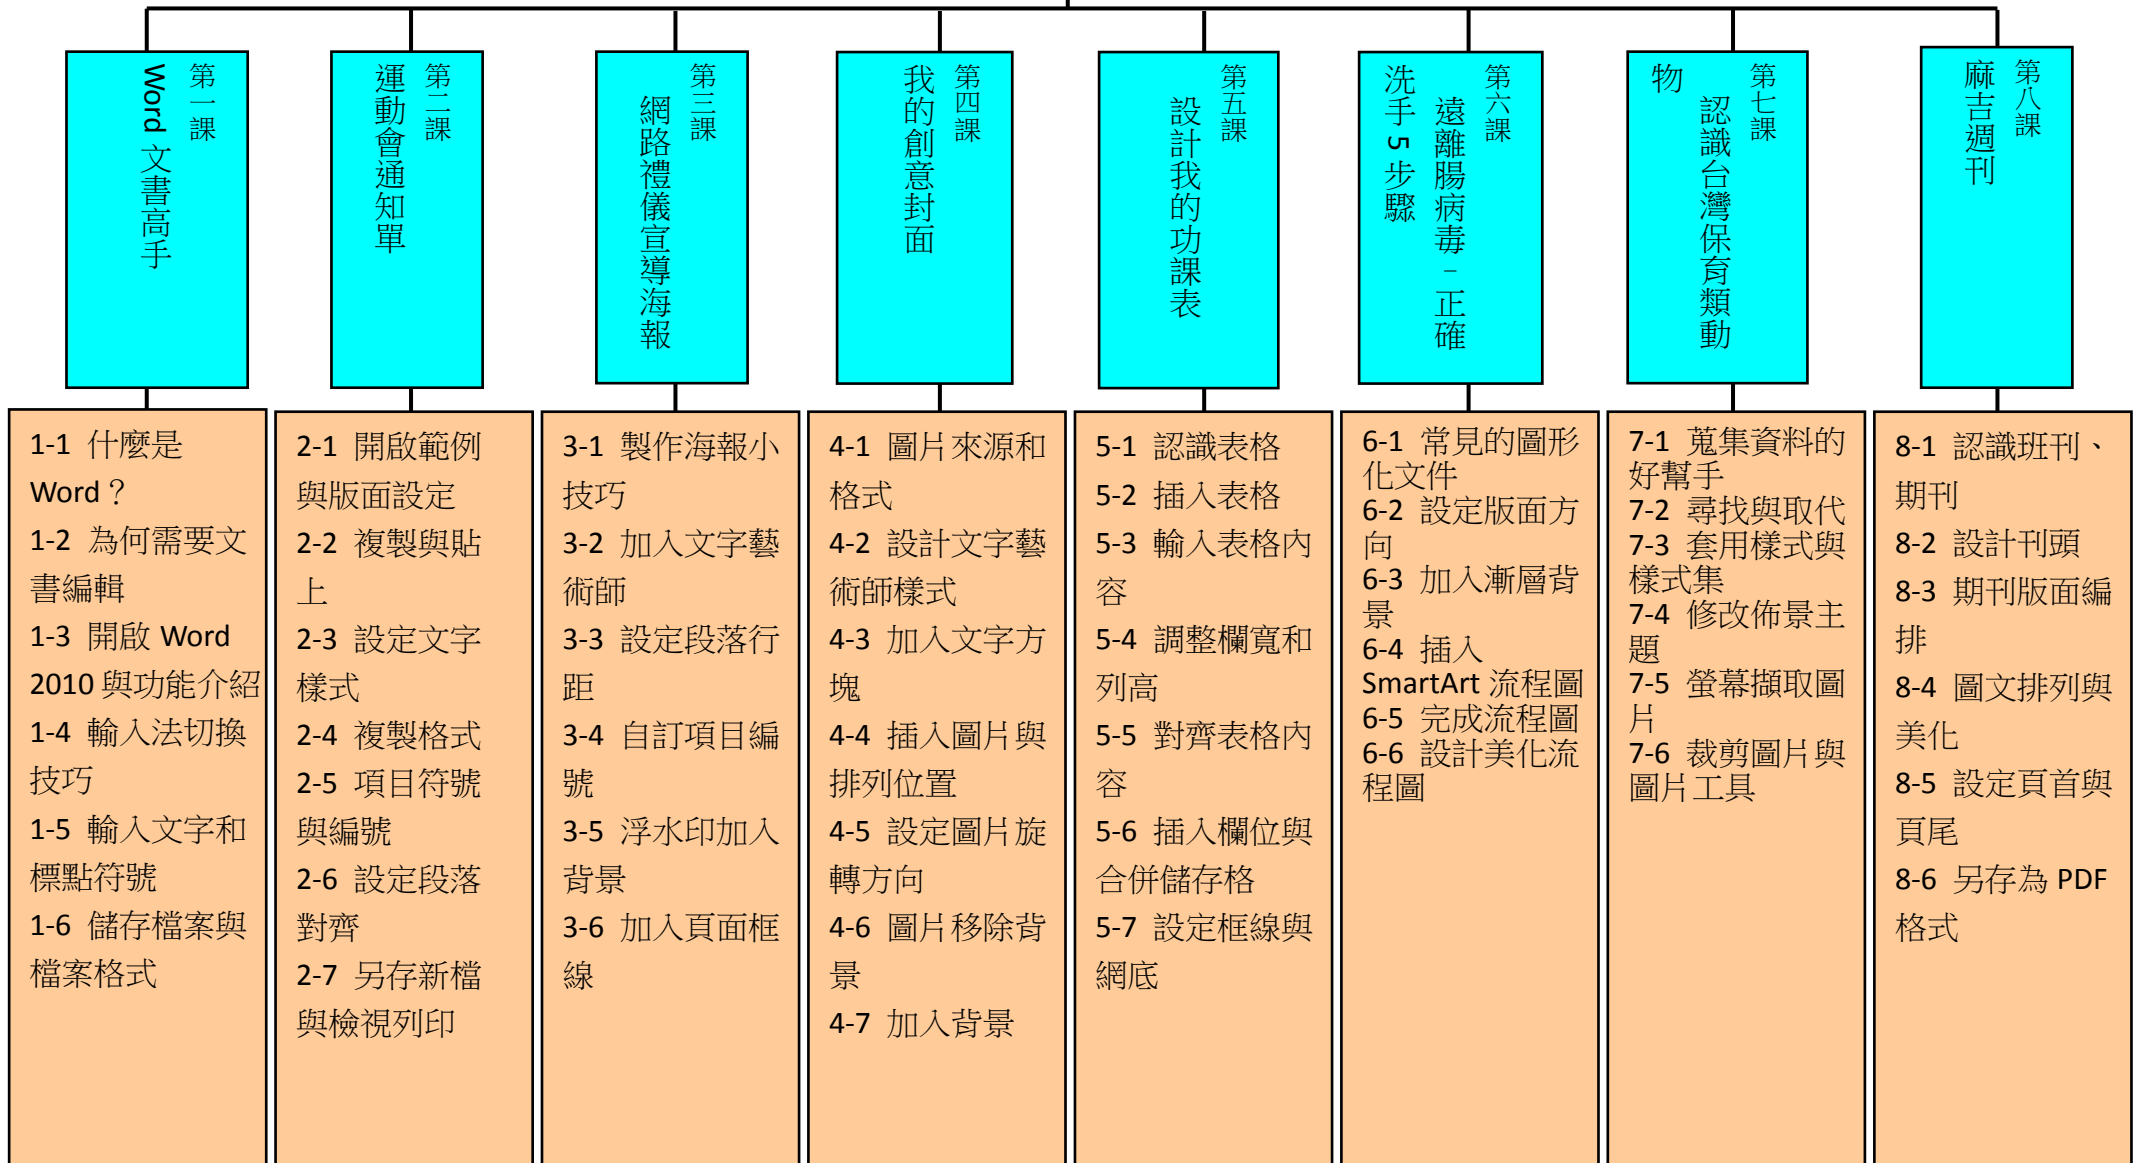 第一課
Word 文書高手
第二課
運動會通知單
第三課
網路禮儀宣導海報
第四課
我的創意封面
第五課
設計我的功課表
第六課
遠離腸病毒–正確
洗手 5 步驟
第七課
認識台灣保育類動
物
第八課
麻吉週刊
1-1 什麼是
Word？
1-2 為何需要文
書編輯
1-3 開啟 Word
2010 與功能介紹
1-4 輸入法切換
技巧
1-5 輸入文字和
標點符號
1-6 儲存檔案與
檔案格式
2-1 開啟範例
與版面設定
2-2 複製與貼
上
2-3 設定文字
樣式
2-4 複製格式
2-5 項目符號
與編號
2-6 設定段落
對齊
2-7 另存新檔
與檢視列印
3-1 製作海報小
技巧
3-2 加入文字藝
術師
3-3 設定段落行
距
3-4 自訂項目編
號
3-5 浮水印加入
背景
3-6 加入頁面框
線
4-1 圖片來源和
格式
4-2 設計文字藝
術師樣式
4-3 加入文字方
塊
4-4 插入圖片與
排列位置
4-5 設定圖片旋
轉方向
4-6 圖片移除背
景
4-7 加入背景
5-1 認識表格
5-2 插入表格
5-3 輸入表格內
容
5-4 調整欄寬和
列高
5-5 對齊表格內
容
5-6 插入欄位與
合併儲存格
5-7 設定框線與
網底
6-1 常見的圖形
化文件
6-2 設定版面方
向
6-3 加入漸層背
景
6-4 插入
SmartArt 流程圖
6-5 完成流程圖
6-6 設計美化流
程圖
7-1 蒐集資料的
好幫手
7-2 尋找與取代
7-3 套用樣式與
樣式集
7-4 修改佈景主
題
7-5 螢幕擷取圖
片
7-6 裁剪圖片與
圖片工具
8-1 認識班刊、
期刊
8-2 設計刊頭
8-3 期刊版面編
排
8-4 圖文排列與
美化
8-5 設定頁首與
頁尾
8-6 另存為 PDF
格式